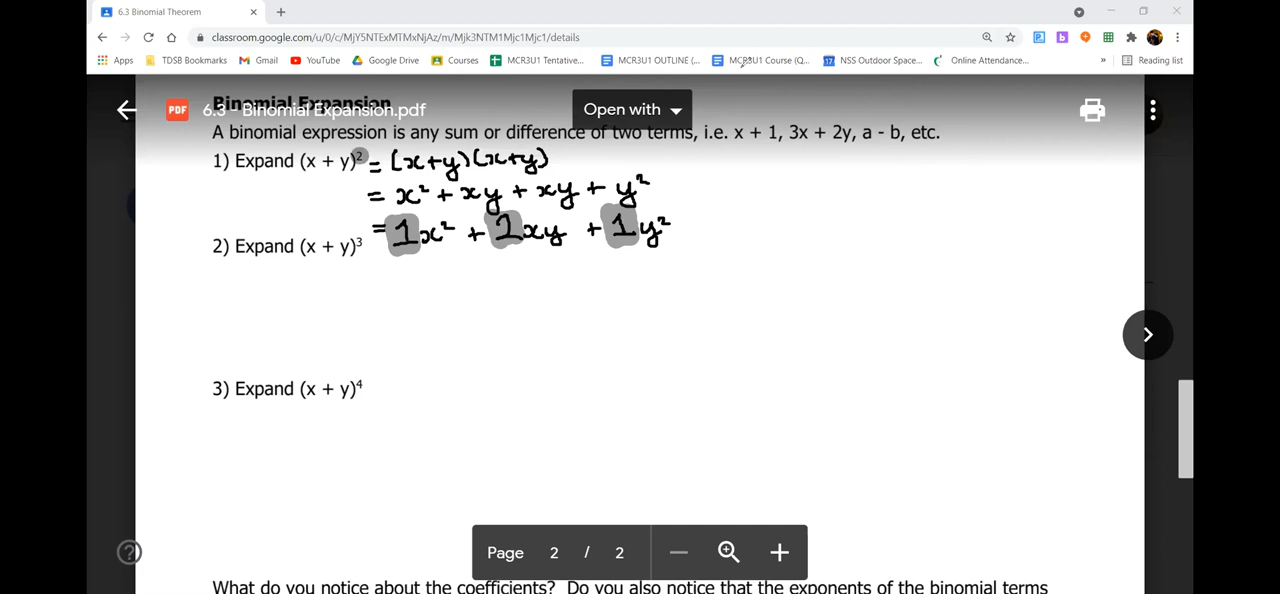 6.3 Binomial Theorem
classroom.google.com/u/0/c/MjY5NTExMTMxNjAz/m/Mjk3NTM1Mjc1Mjc1/details
Apps TDSB Bookmarks Gmail YouTube Google Drive Courses MCR3U1 Tentative... MCR3U1 OUTLINE (... MCR3U1 Course (Q... NSS Outdoor Space... Online Attendance... » Reading list
Binomial Expansion
PDF 6.3 - Binomial Expansion.pdf Open with
A binomial expression is any sum or difference of two terms, i.e. x + 1, 3x + 2y, a - b, etc.
1) Expand (x + y)² = (x+y)(x+y)
= x² + xy + xy + y²
= 1x² + 2xy + 1y²
2) Expand (x + y)³
3) Expand (x + y)⁴
Page 2 / 2
What do you notice about the coefficients? Do you also notice that the exponents of the binomial terms